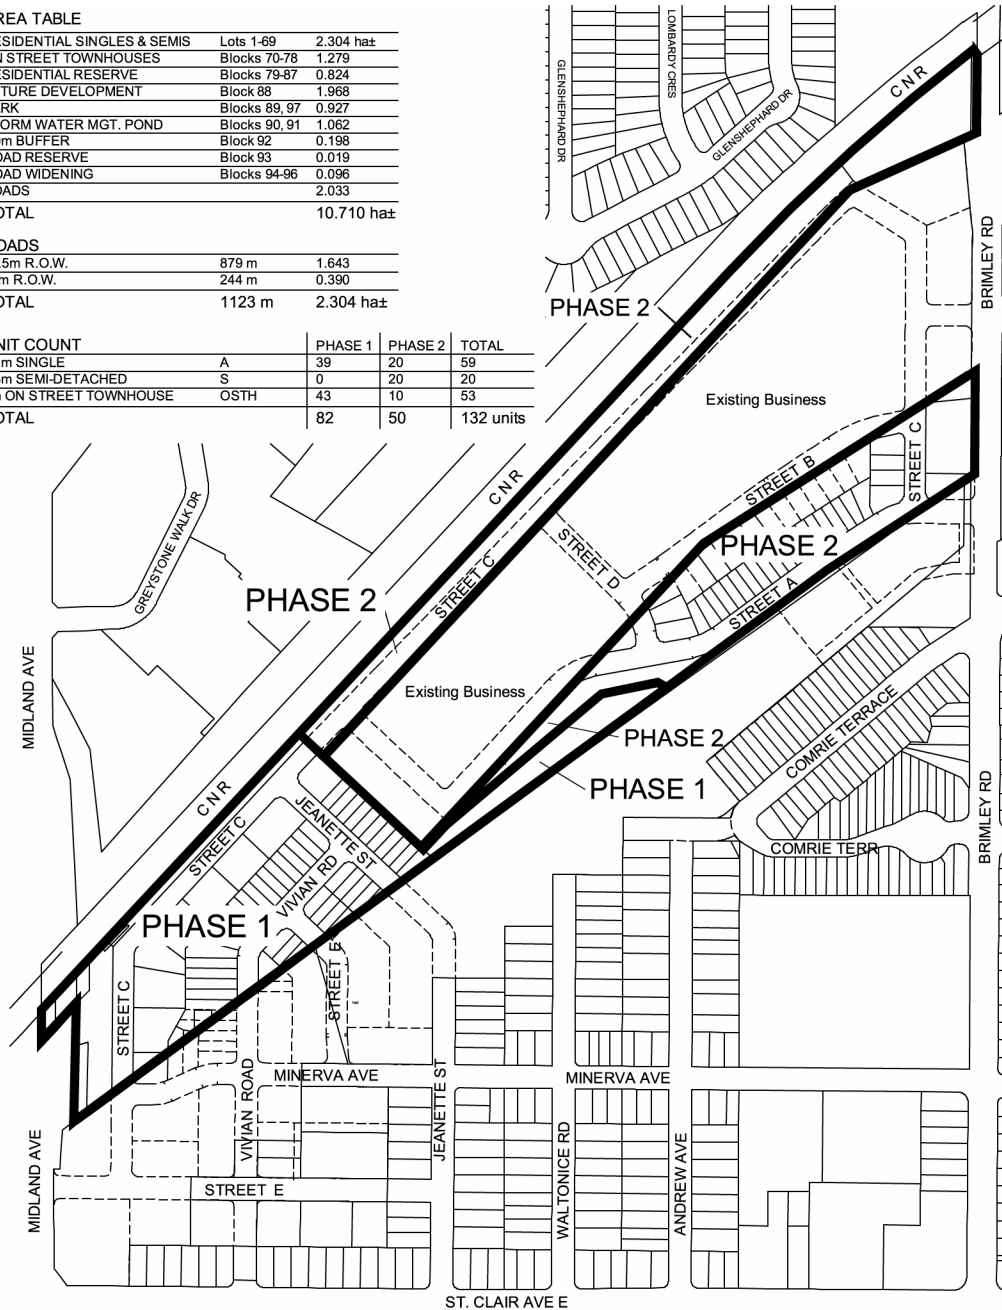 REA TABLE
ESIDENTIAL SINGLES & SEMIS Lots 1-69 2.304 ha±
N STREET TOWNHOUSES Blocks 70-78 1.279
ESIDENTIAL RESERVE Blocks 79-87 0.824
TURE DEVELOPMENT Block 88 1.968
RK Blocks 89, 97 0.927
ORM WATER MGT. POND Blocks 90, 91 1.062
m BUFFER Block 92 0.198
OAD RESERVE Block 93 0.019
OAD WIDENING Blocks 94-96 0.096
OADS 2.033
OTAL 10.710 ha±
OADS
.5m R.O.W. 879 m 1.643
m R.O.W. 244 m 0.390
OTAL 1123 m 2.304 ha±
NIT COUNT PHASE 1 PHASE 2 TOTAL
m SINGLE A 39 20 59
m SEMI-DETACHED S 0 20 20
ON STREET TOWNHOUSE OSTH 43 10 53
OTAL 82 50 132 units
GLENSHEPHARD DR
LOMBARDY CRES
GLENSHEPHARD DR
CNR
BRIMLEY RD
PHASE 2
Existing Business
STREET B
STREET C
CNR
GREYSTONE WALK DR
STREET D
PHASE 2
STREET C
PHASE 2
STREET A
MIDLAND AVE
Existing Business
COMRIE TERRACE
PHASE 2
PHASE 1
CNR
STREET C
JEANETTE ST
BRIMLEY RD
COMRIE TERR
VIVIAN RD
PHASE 1
STREET E
STREET C
MINERVA AVE
MINERVA AVE
VIVIAN ROAD
JEANETTE ST
MIDLAND AVE
WALTONICE RD
ANDREW AVE
STREET E
ST. CLAIR AVE E